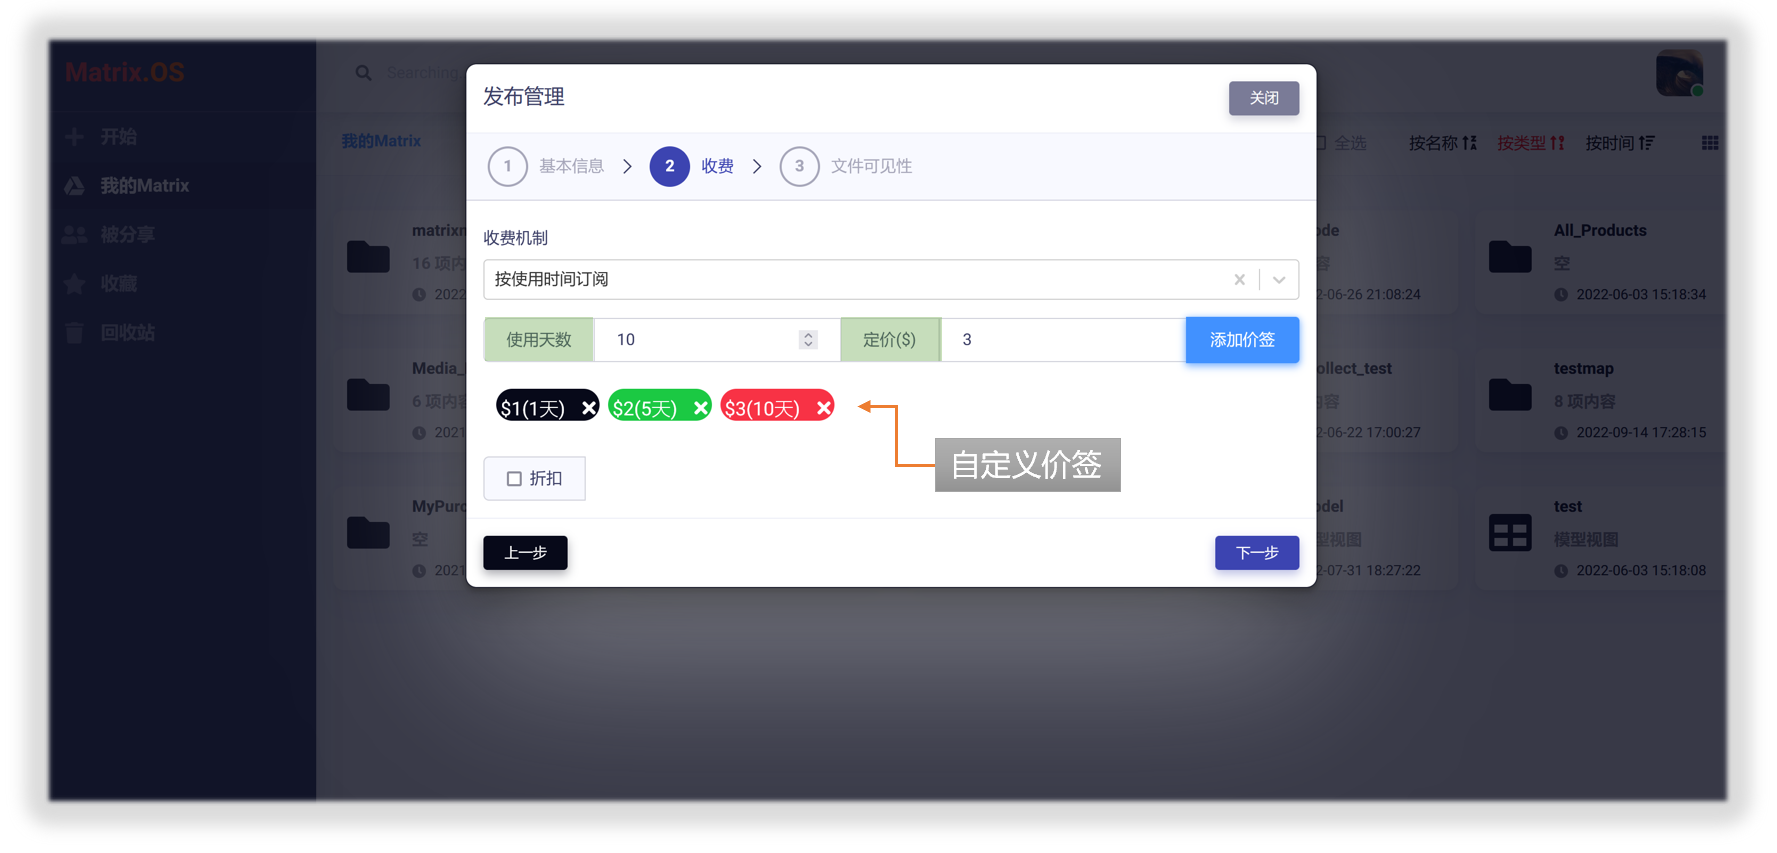 Matrix.OS
Searching
开始
我的Matrix
被分享
收藏
回收站
我的Matrix
全选
按名称
按类型
按时间
发布管理
关闭
1
基本信息
2
收费
3
文件可见性
收费机制
按使用时间订阅
使用天数
10
定价($)
3
添加价签
$1(1天)
$2(5天)
$3(10天)
自定义价签
折扣
上一步
下一步
matrixm
16 项内
2022
ode
容
2-06-26 21:08:24
All_Products
空
2022-06-03 15:18:34
Media_
6 项内容
2021
ollect_test
内容
2-06-22 17:00:27
testmap
8 项内容
2022-09-14 17:28:15
MyPurc
空
2021
odel
型视图
2-07-31 18:27:22
test
模型视图
2022-06-03 15:18:08